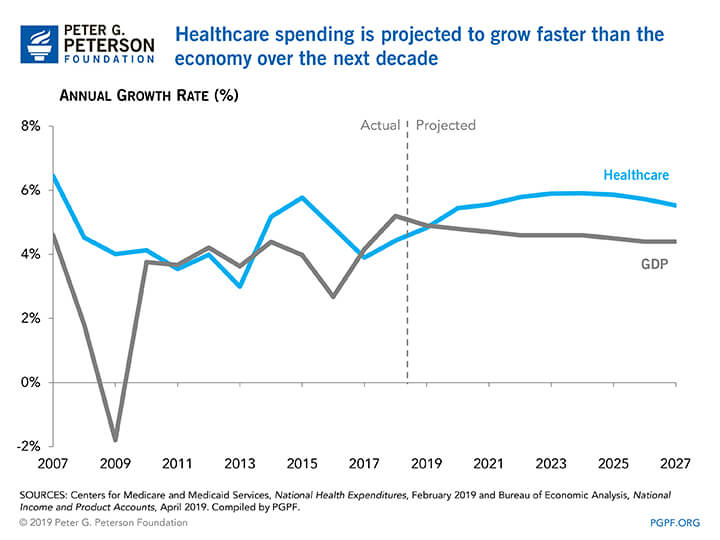 PETER G.
PETERSON
FOUNDATION
Healthcare spending is projected to grow faster than the
economy over the next decade
ANNUAL GROWTH RATE (%)
8%
Actual
Projected
6%
Healthcare
4%
GDP
2%
0%
-2%
2007
2009
2011
2013
2015
2017
2019
2021
2023
2025
2027
SOURCES: Centers for Medicare and Medicaid Services, National Health Expenditures, February 2019 and Bureau of Economic Analysis, National
Income and Product Accounts, April 2019. Compiled by PGPF.
© 2019 Peter G. Peterson Foundation
PGPF.ORG